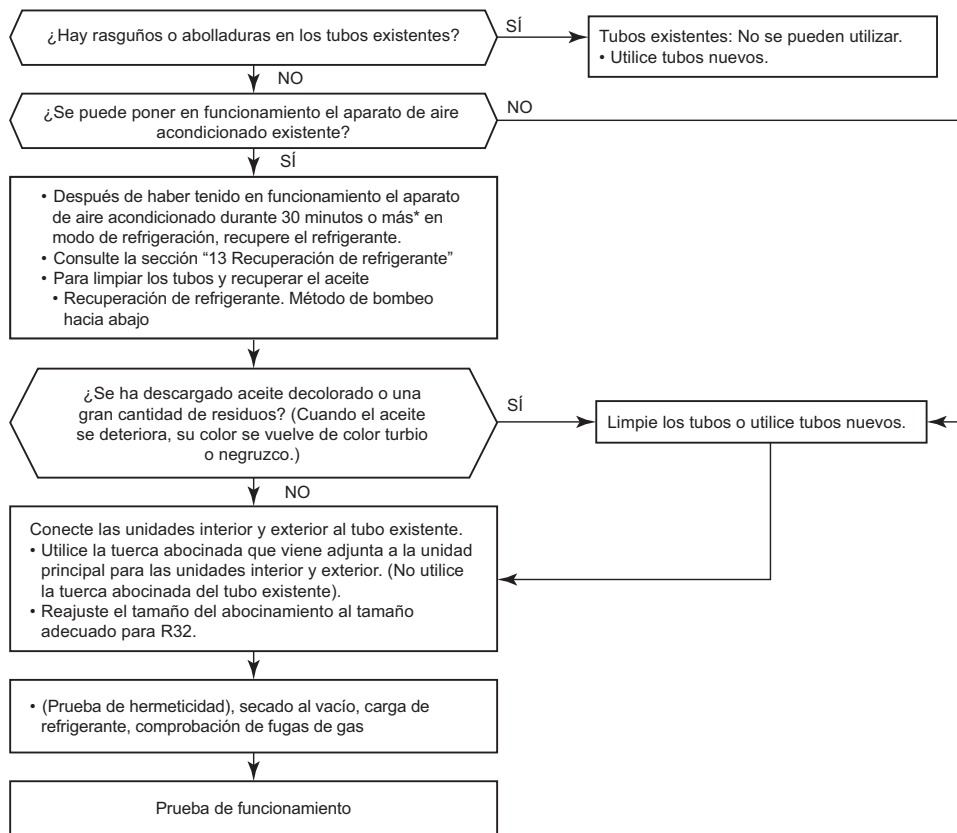 ¿Hay rasguños o abolladuras en los tubos existentes?
SÍ
Tubos existentes: No se pueden utilizar.
• Utilice tubos nuevos.
NO
¿Se puede poner en funcionamiento el aparato de aire
acondicionado existente?
NO
SÍ
• Después de haber tenido en funcionamiento el aparato
de aire acondicionado durante 30 minutos o más* en
modo de refrigeración, recupere el refrigerante.
• Consulte la sección “13 Recuperación de refrigerante”
• Para limpiar los tubos y recuperar el aceite
• Recuperación de refrigerante. Método de bombeo
hacia abajo
¿Se ha descargado aceite decolorado o una
gran cantidad de residuos? (Cuando el aceite
se deteriora, su color se vuelve de color turbio
o negruzco.)
SÍ
Limpie los tubos o utilice tubos nuevos.
NO
Conecte las unidades interior y exterior al tubo existente.
• Utilice la tuerca abocinada que viene adjunta a la unidad
principal para las unidades interior y exterior. (No utilice
la tuerca abocinada del tubo existente).
• Reajuste el tamaño del abocinamiento al tamaño
adecuado para R32.
• (Prueba de hermeticidad), secado al vacío, carga de
refrigerante, comprobación de fugas de gas
Prueba de funcionamiento